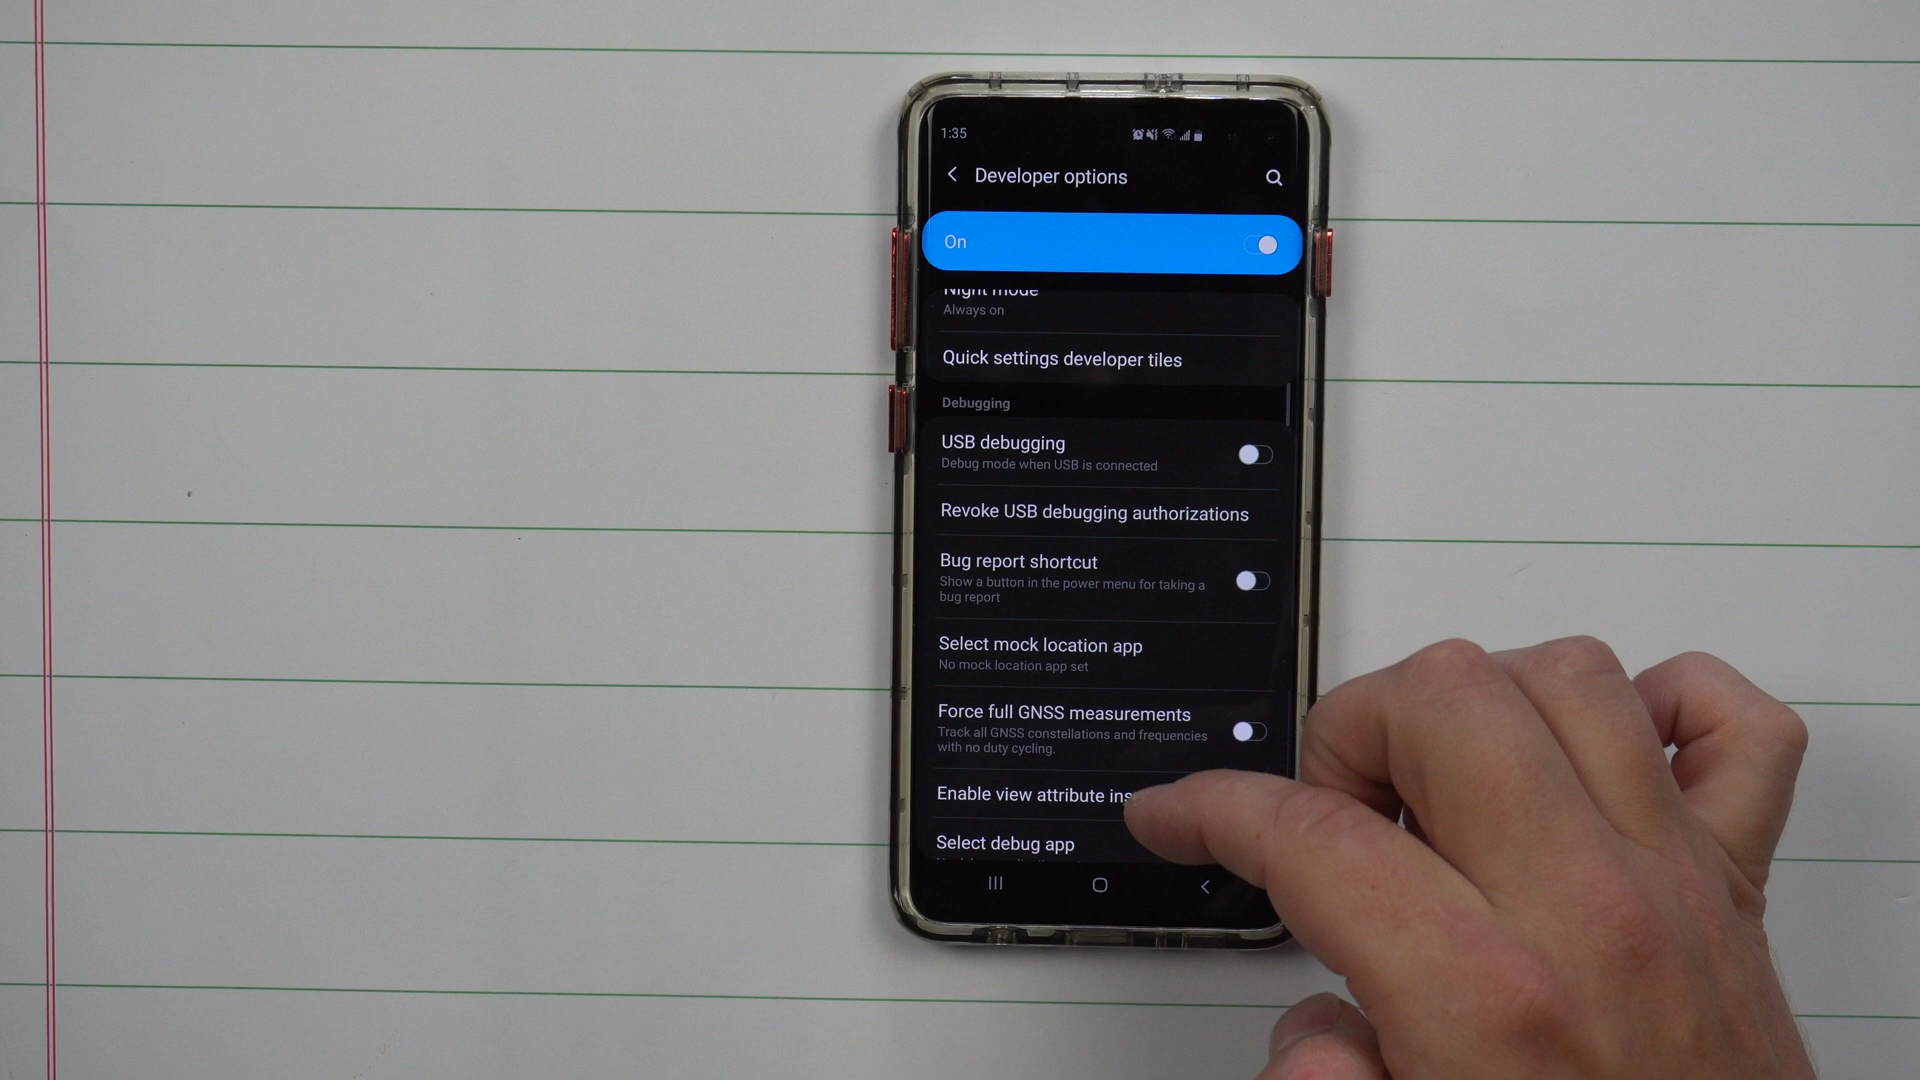 1:35
Developer options
On
Night mode
Always on
Quick settings developer tiles
Debugging
USB debugging
Debug mode when USB is connected
Revoke USB debugging authorizations
Bug report shortcut
Show a button in the power menu for taking a
bug report
Select mock location app
No mock location app set
Force full GNSS measurements
Track all GNSS constellations and frequencies
with no duty cycling.
Enable view attribute ins
Select debug app